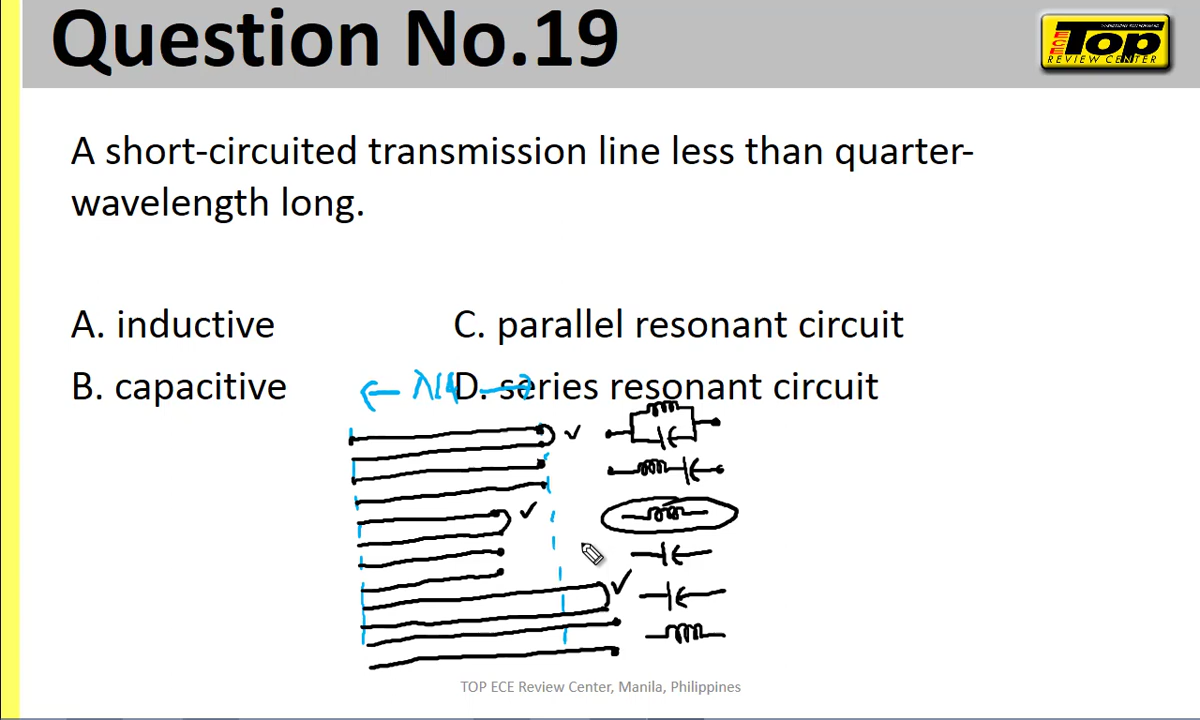 Question No.19
ECE Top
REVIEW CENTER
A short-circuited transmission line less than quarter-
wavelength long.
A. inductive
C. parallel resonant circuit
B. capacitive
D. series resonant circuit
λ/4
TOP ECE Review Center, Manila, Philippines